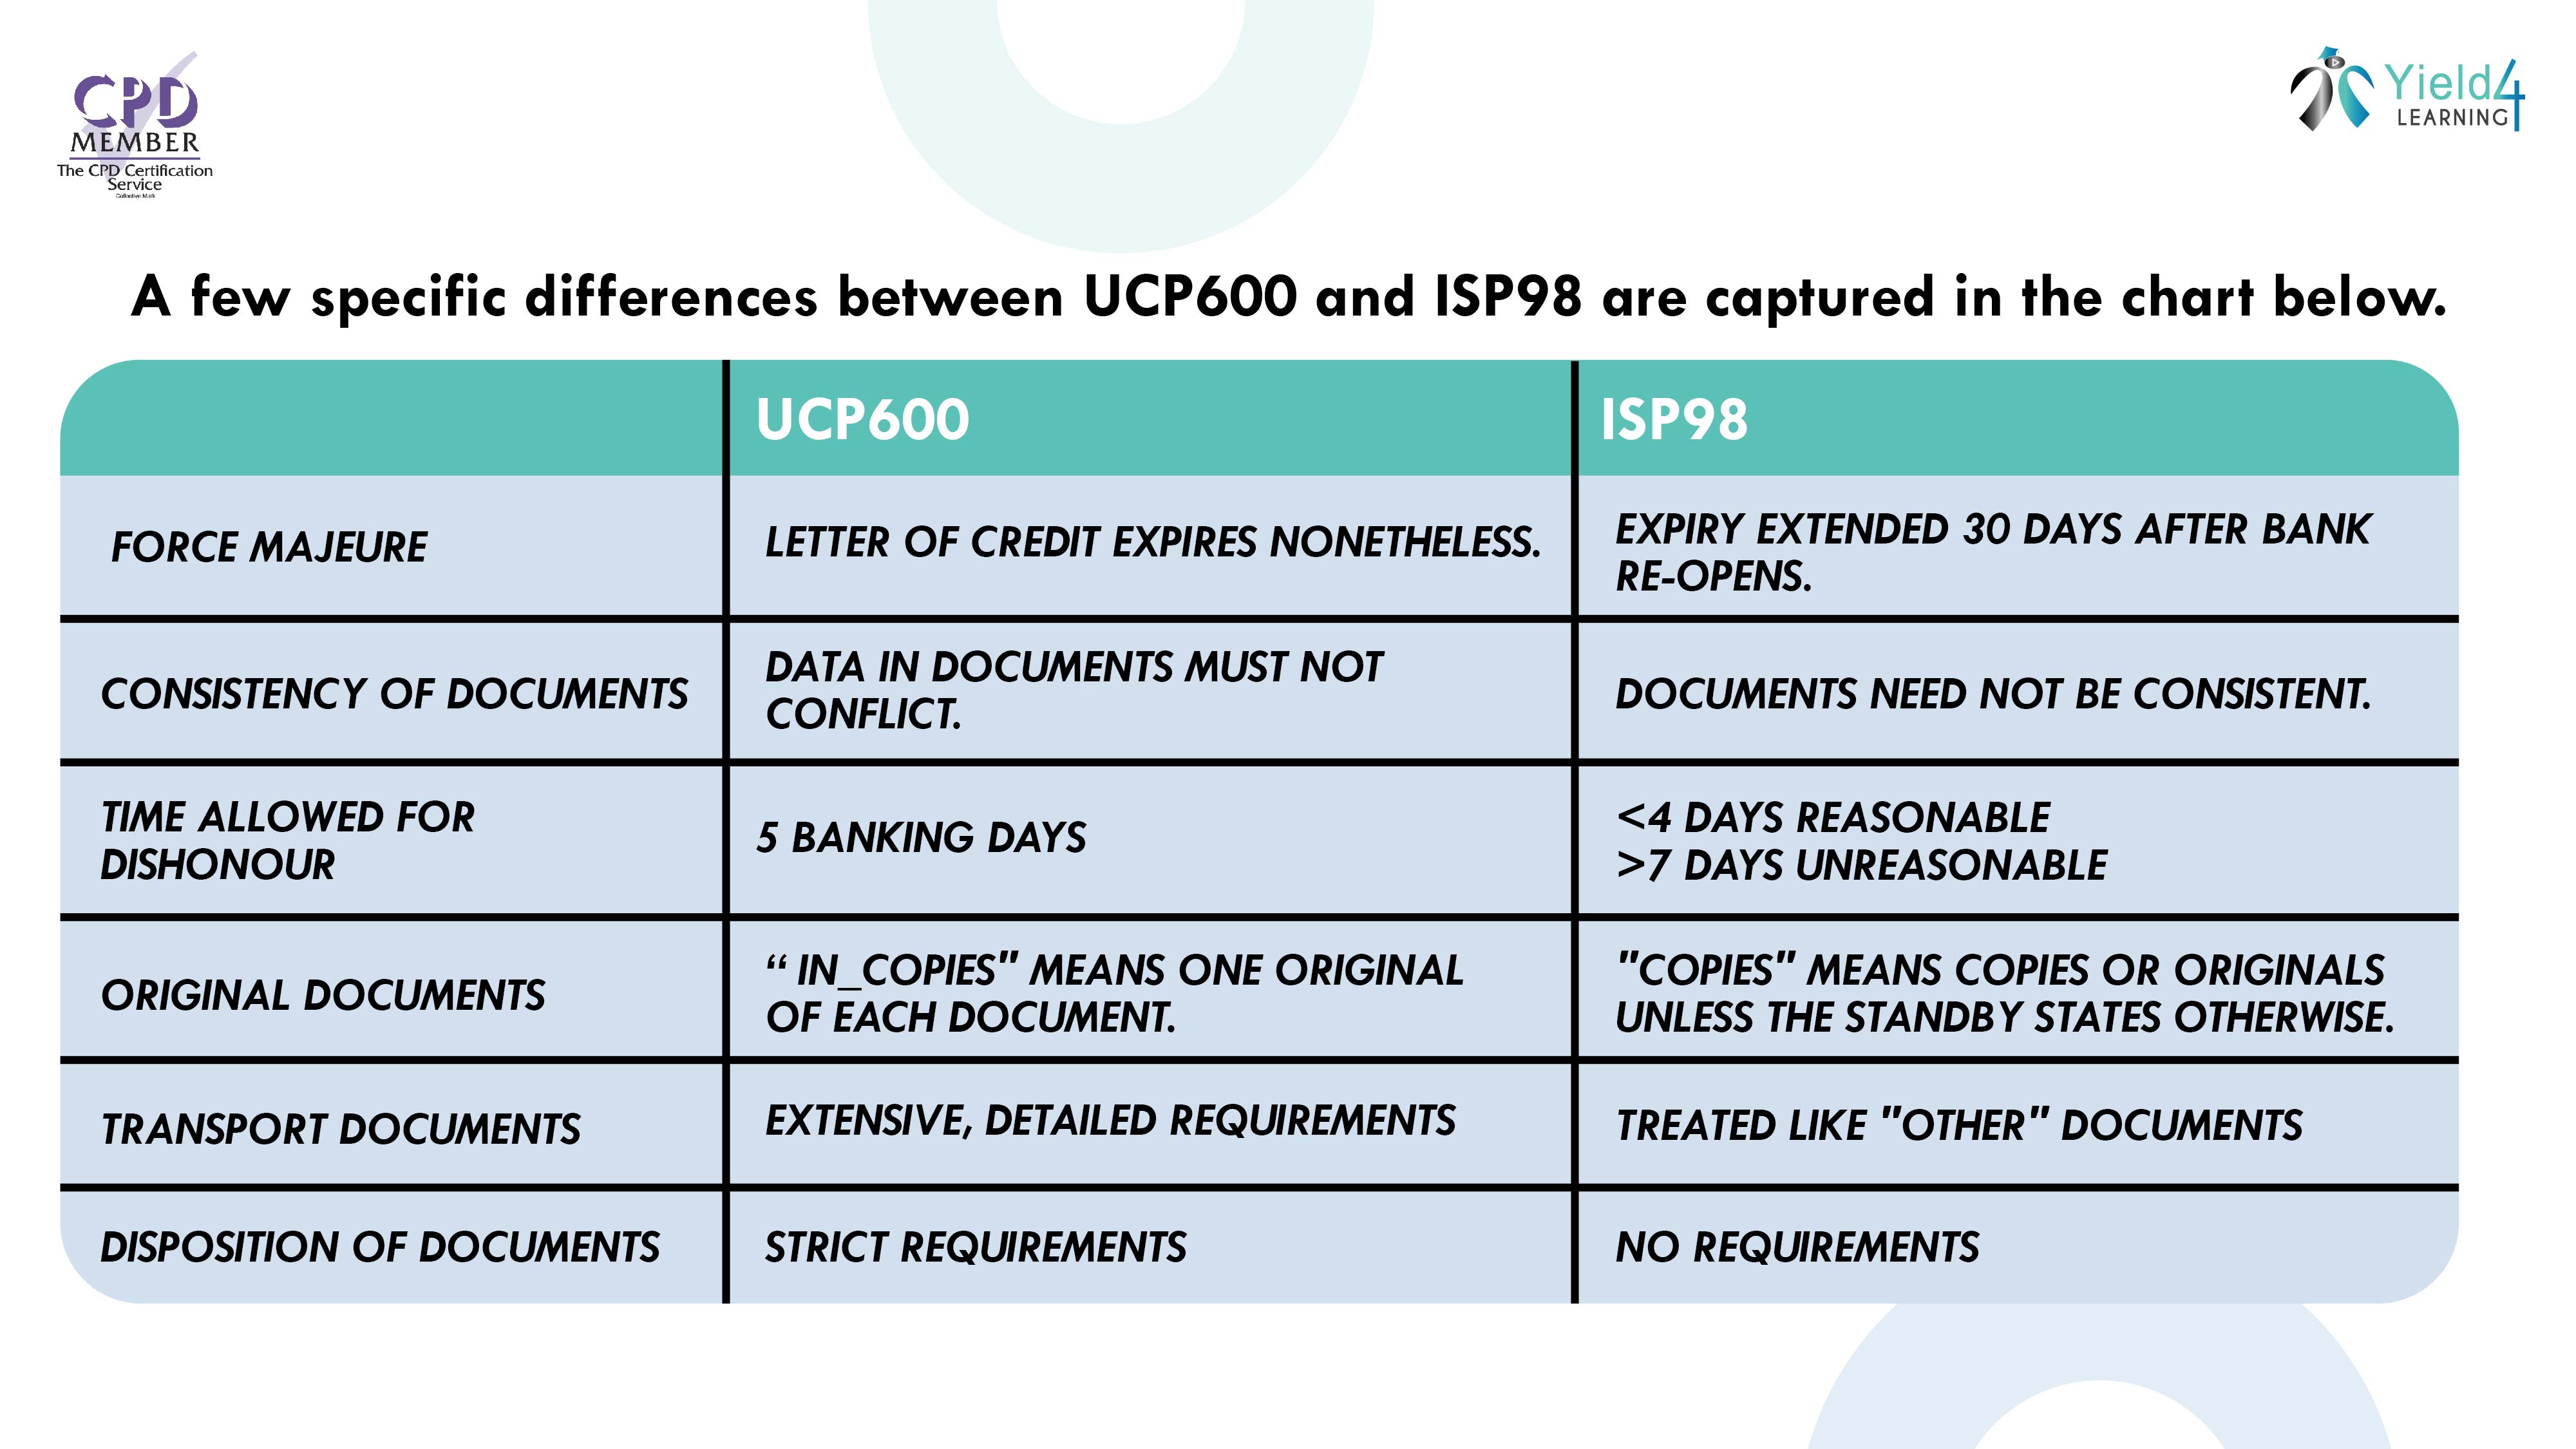 CPD
MEMBER
The CPD Certification
Service
Collective Mark
Yield4
LEARNING
A few specific differences between UCP600 and ISP98 are captured in the chart below.
UCP600
ISP98
FORCE MAJEURE
LETTER OF CREDIT EXPIRES NONETHELESS.
EXPIRY EXTENDED 30 DAYS AFTER BANK
RE-OPENS.
CONSISTENCY OF DOCUMENTS
DATA IN DOCUMENTS MUST NOT
CONFLICT.
DOCUMENTS NEED NOT BE CONSISTENT.
TIME ALLOWED FOR
DISHONOUR
5 BANKING DAYS
<4 DAYS REASONABLE
>7 DAYS UNREASONABLE
ORIGINAL DOCUMENTS
“ IN_COPIES" MEANS ONE ORIGINAL
OF EACH DOCUMENT.
"COPIES" MEANS COPIES OR ORIGINALS
UNLESS THE STANDBY STATES OTHERWISE.
TRANSPORT DOCUMENTS
EXTENSIVE, DETAILED REQUIREMENTS
TREATED LIKE "OTHER" DOCUMENTS
DISPOSITION OF DOCUMENTS
STRICT REQUIREMENTS
NO REQUIREMENTS